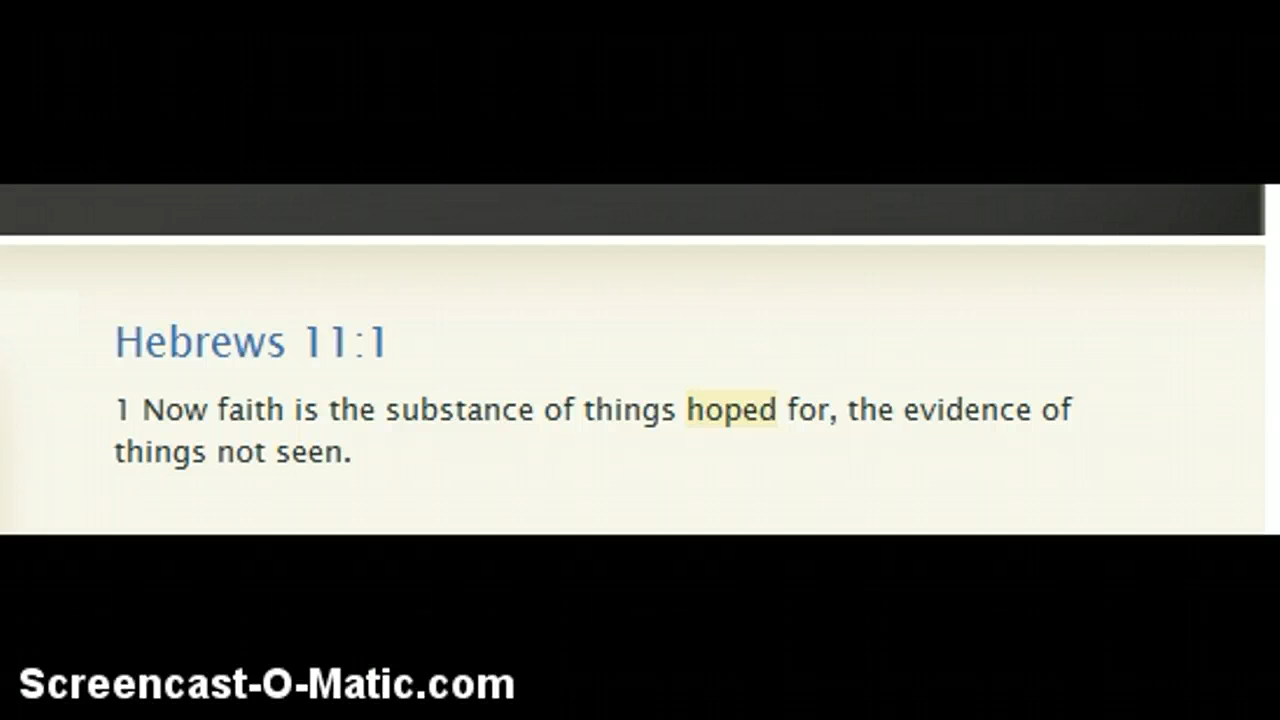 Hebrews 11:1
1 Now faith is the substance of things hoped for, the evidence of
things not seen.
Screencast-O-Matic.com